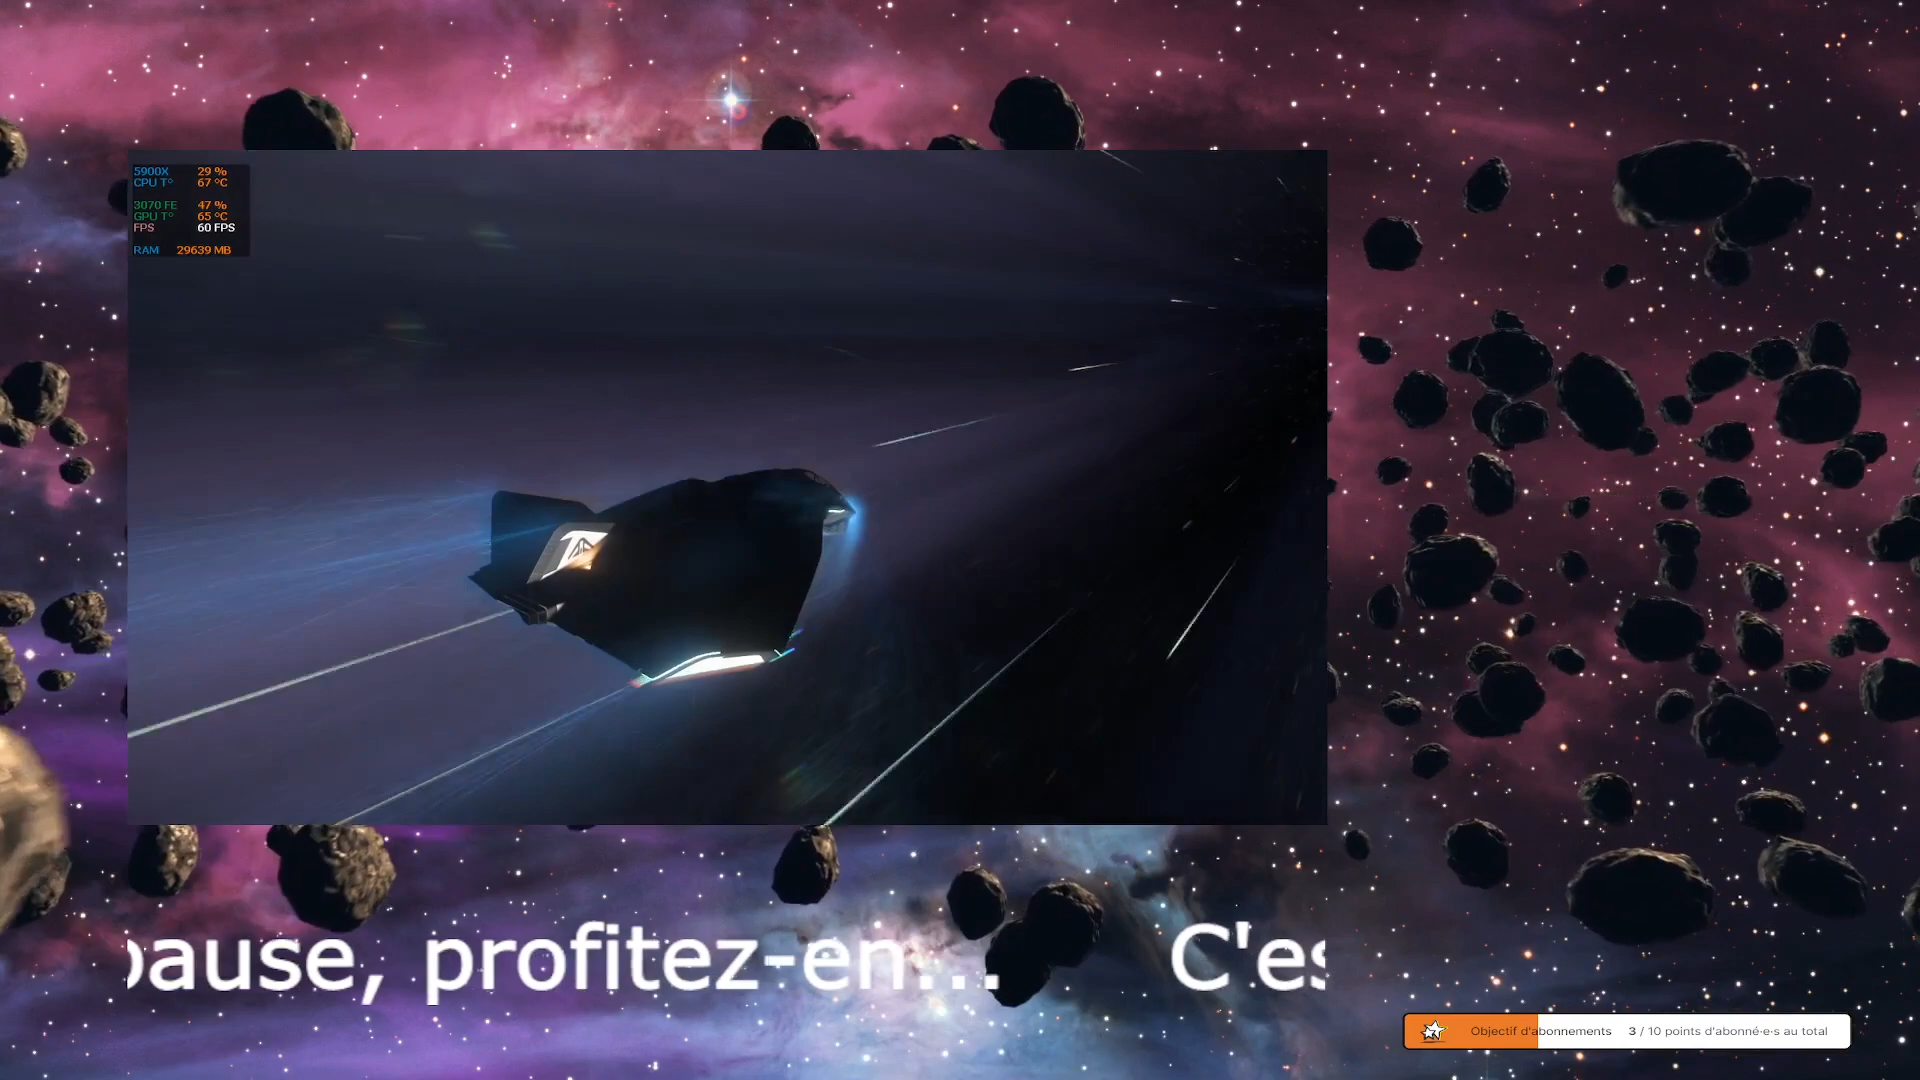 5900X 29 %
CPU T° 67 °C
3070 FE 47 %
GPU T° 65 °C
FPS 60 FPS
RAM 29639 MB
pause, profitez-en... C'es
Objectif d'abonnements 3 / 10 points d'abonné·e·s au total